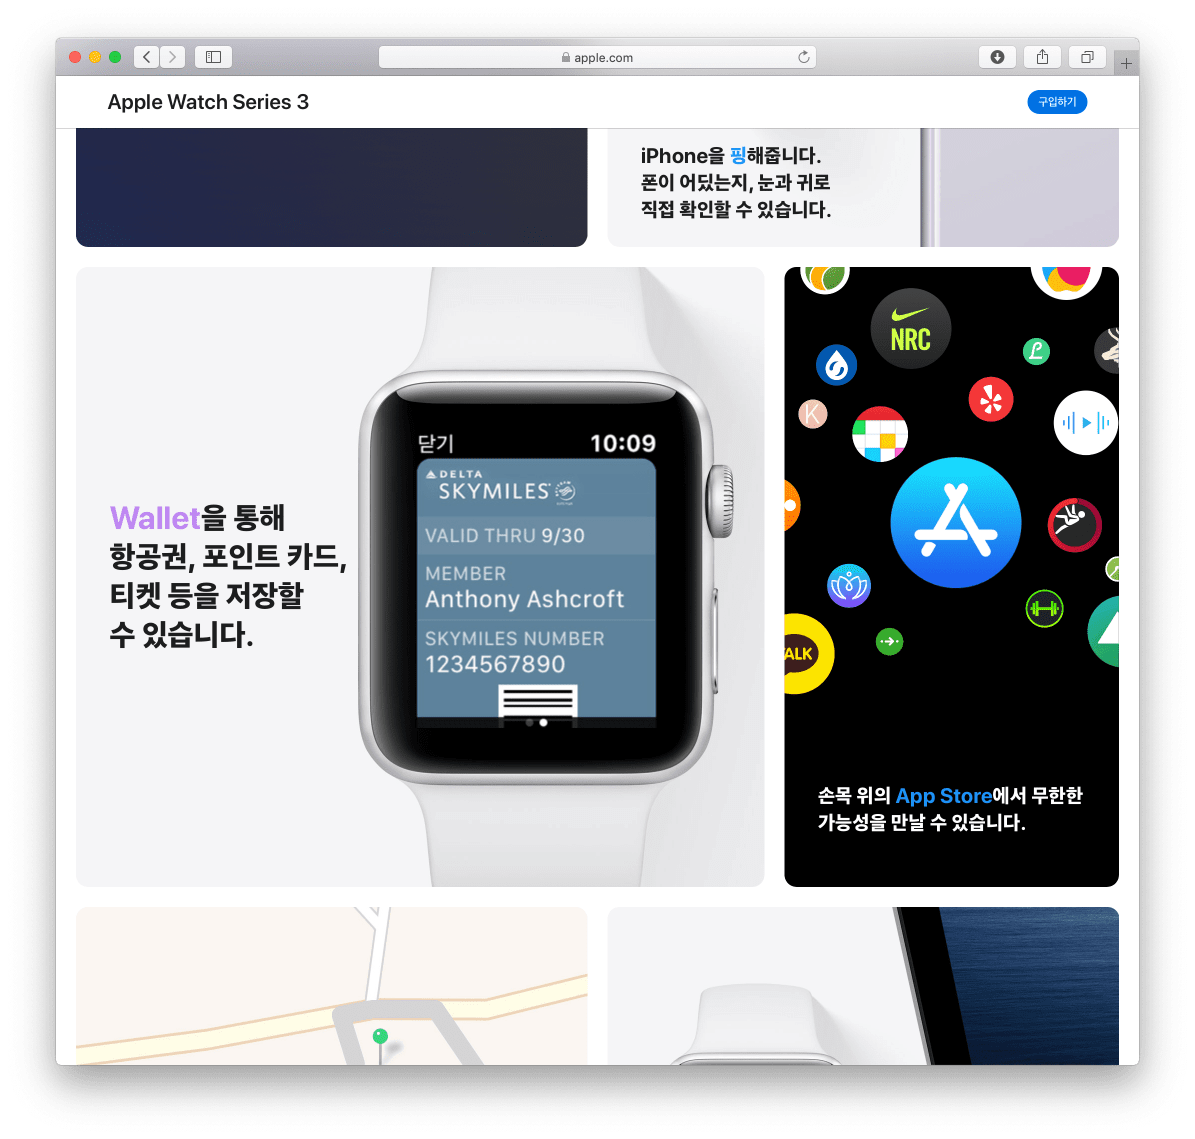 apple.com
Apple Watch Series 3
구입하기
iPhone을 핑해줍니다.
폰이 어딨는지, 눈과 귀로
직접 확인할 수 있습니다.
Wallet을 통해
항공권, 포인트 카드,
티켓 등을 저장할
수 있습니다.
닫기 10:09
DELTA
SKYMILES
VALID THRU 9/30
MEMBER
Anthony Ashcroft
SKYMILES NUMBER
1234567890
NRC
L
K
ALK
손목 위의 App Store에서 무한한
가능성을 만날 수 있습니다.